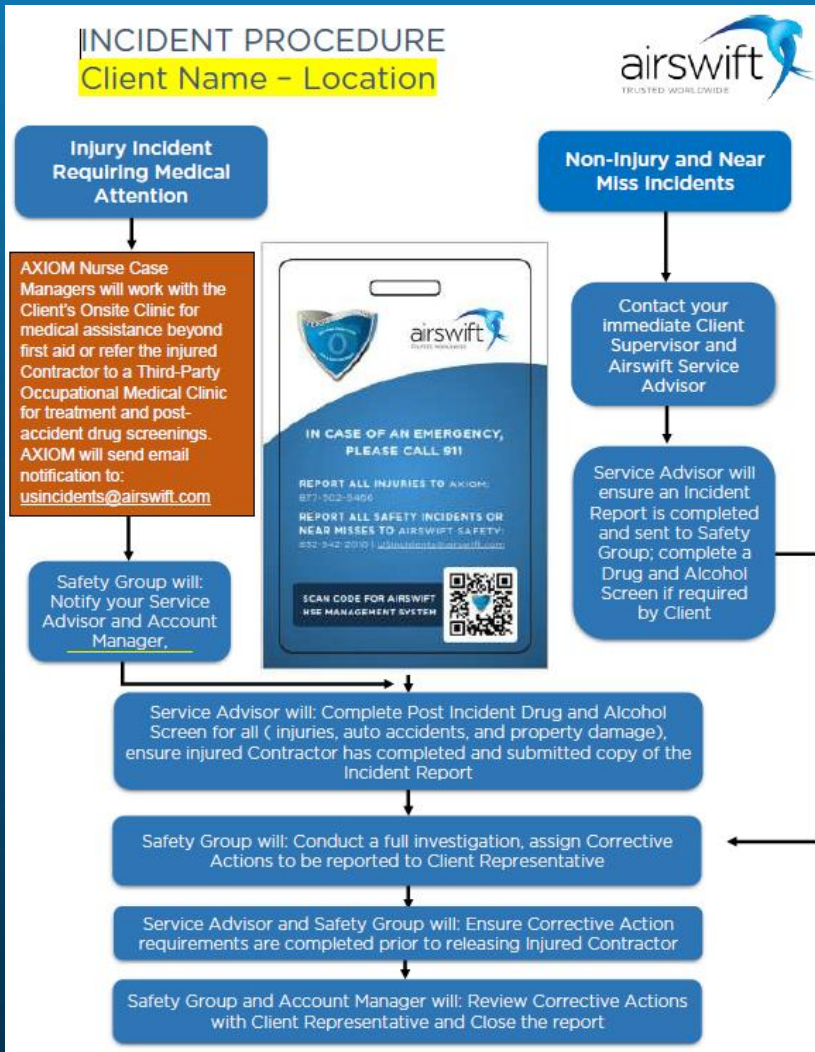 INCIDENT PROCEDURE
Client Name – Location
airswift
TRUSTED WORLDWIDE
Injury Incident
Requiring Medical
Attention
Non-Injury and Near
Miss Incidents
AXIOM Nurse Case
Managers will work with the
Client's Onsite Clinic for
medical assistance beyond
first aid or refer the injured
Contractor to a Third-Party
Occupational Medical Clinic
for treatment and post-
accident drug screenings.
AXIOM will send email
notification to:
usincidents@airswift.com
airswift
TRUSTED WORLDWIDE
IN CASE OF AN EMERGENCY,
PLEASE CALL 911
REPORT ALL INJURIES TO AXIOM:
REPORT ALL SAFETY INCIDENTS OR
NEAR MISSES TO AIRSWIFT SAFETY:
usincidents@airswift.com
SCAN CODE FOR AIRSWIFT
HSE MANAGEMENT SYSTEM
Contact your
immediate Client
Supervisor and
Airswift Service
Advisor
Service Advisor will
ensure an Incident
Report is completed
and sent to Safety
Group; complete a
Drug and Alcohol
Screen if required
by Client
Safety Group will:
Notify your Service
Advisor and Account
Manager,
Service Advisor will: Complete Post Incident Drug and Alcohol
Screen for all ( injuries, auto accidents, and property damage),
ensure injured Contractor has completed and submitted copy of the
Incident Report
Safety Group will: Conduct a full investigation, assign Corrective
Actions to be reported to Client Representative
Service Advisor and Safety Group will: Ensure Corrective Action
requirements are completed prior to releasing Injured Contractor
Safety Group and Account Manager will: Review Corrective Actions
with Client Representative and Close the report